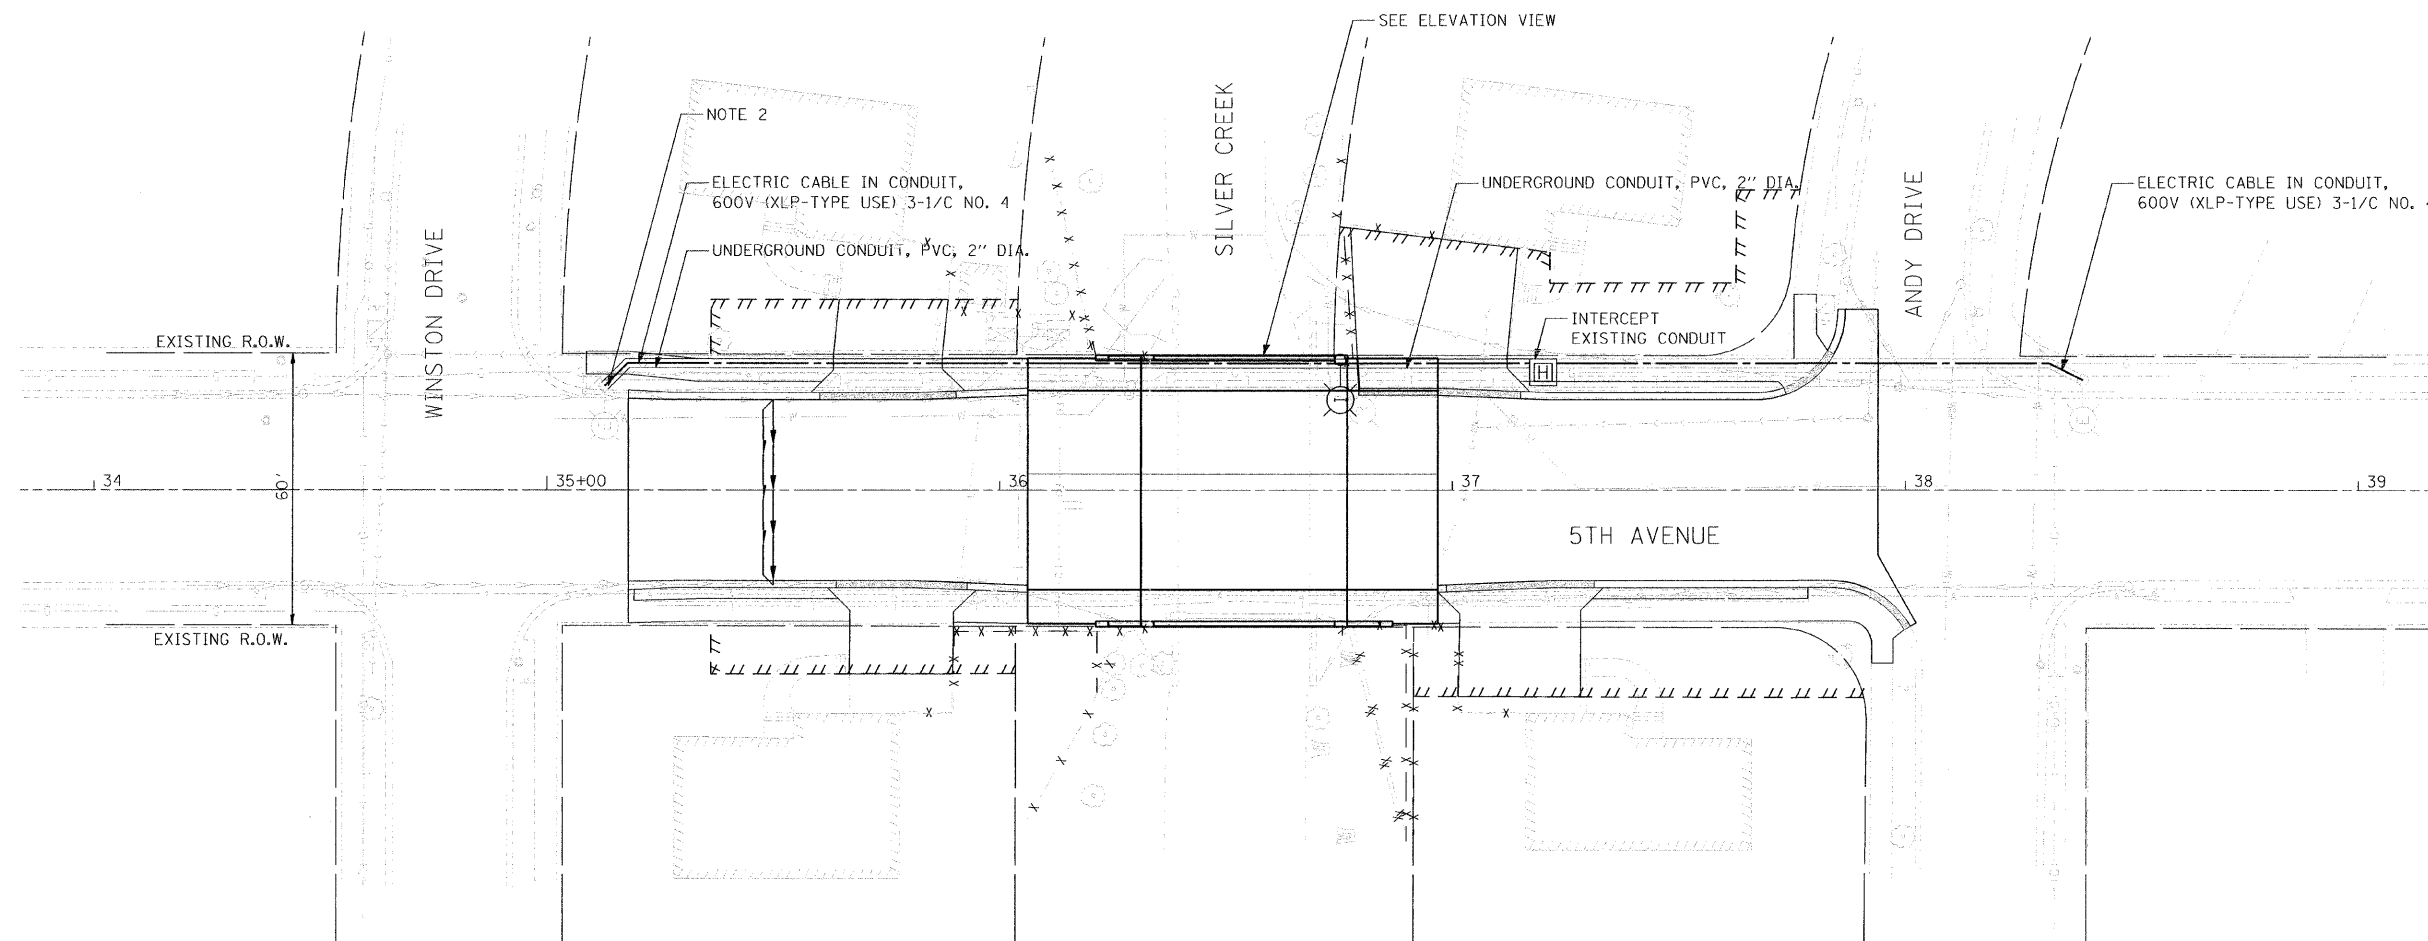 SEE ELEVATION VIEW
NOTE 2
SILVER CREEK
ELECTRIC CABLE IN CONDUIT,
600V (XLP-TYPE USE) 3-1/C NO. 4
UNDERGROUND CONDUIT, PVC, 2" DIA.
ELECTRIC CABLE IN CONDUIT,
600V (XLP-TYPE USE) 3-1/C NO.
ANDY DRIVE
WINSTON DRIVE
UNDERGROUND CONDUIT, PVC, 2" DIA.
INTERCEPT
EXISTING CONDUIT
EXISTING R.O.W.
H
60'
34
35+00
36
37
38
39
5TH AVENUE
EXISTING R.O.W.